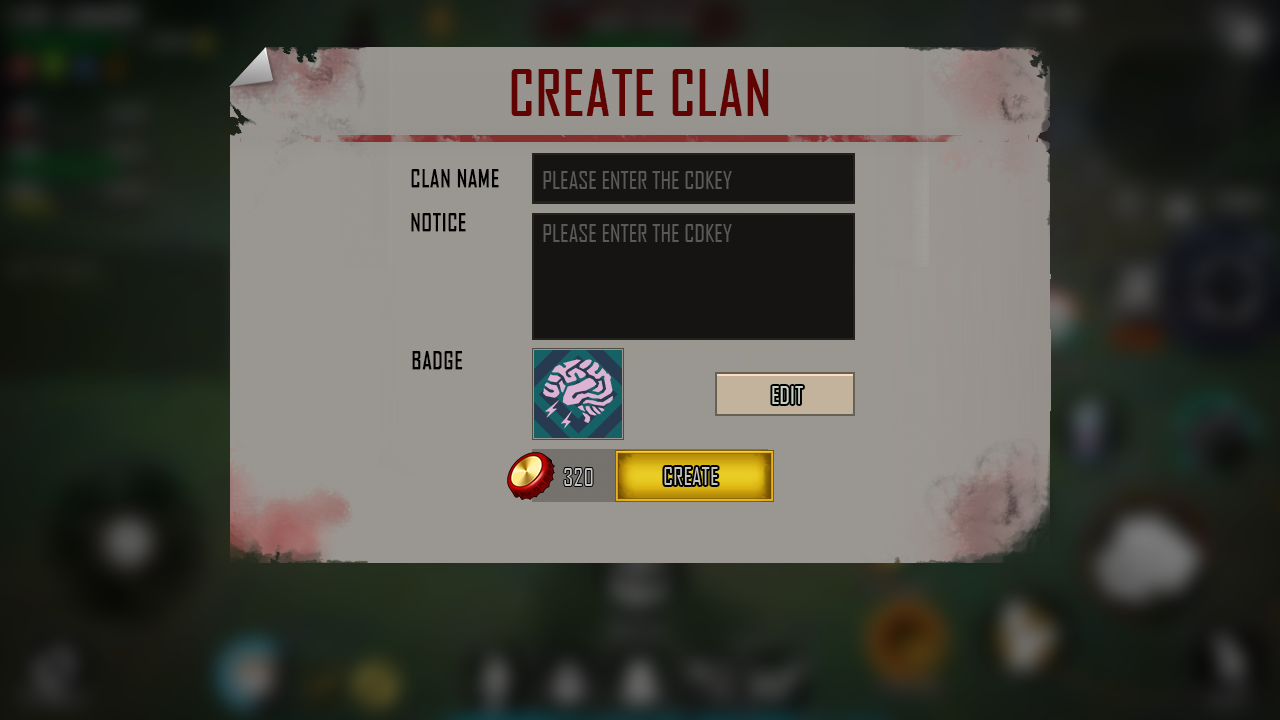 CREATE CLAN
CLAN NAME
PLEASE ENTER THE CDKEY
NOTICE
PLEASE ENTER THE CDKEY
BADGE
EDIT
320
CREATE